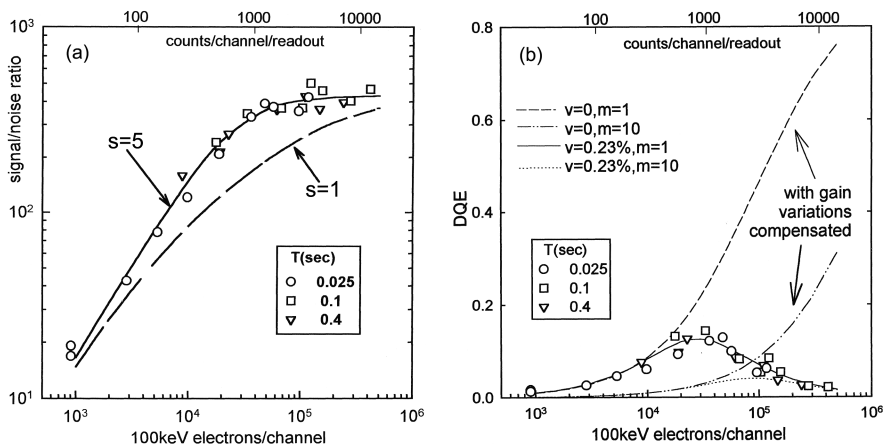 100
1000
10000
counts/channel/readout
(a)
signal/noise ratio
10³
10²
10¹
s=5
s=1
T(sec)
0.025
0.1
0.4
10³
10⁴
10⁵
10⁶
100keV electrons/channel
100
1000
10000
counts/channel/readout
(b)
DQE
0.8
0.6
0.4
0.2
0.0
v=0,m=1
v=0,m=10
v=0.23%,m=1
v=0.23%,m=10
with gain
variations
compensated
T(sec)
0.025
0.1
0.4
10³
10⁴
10⁵
10⁶
100keV electrons/channel